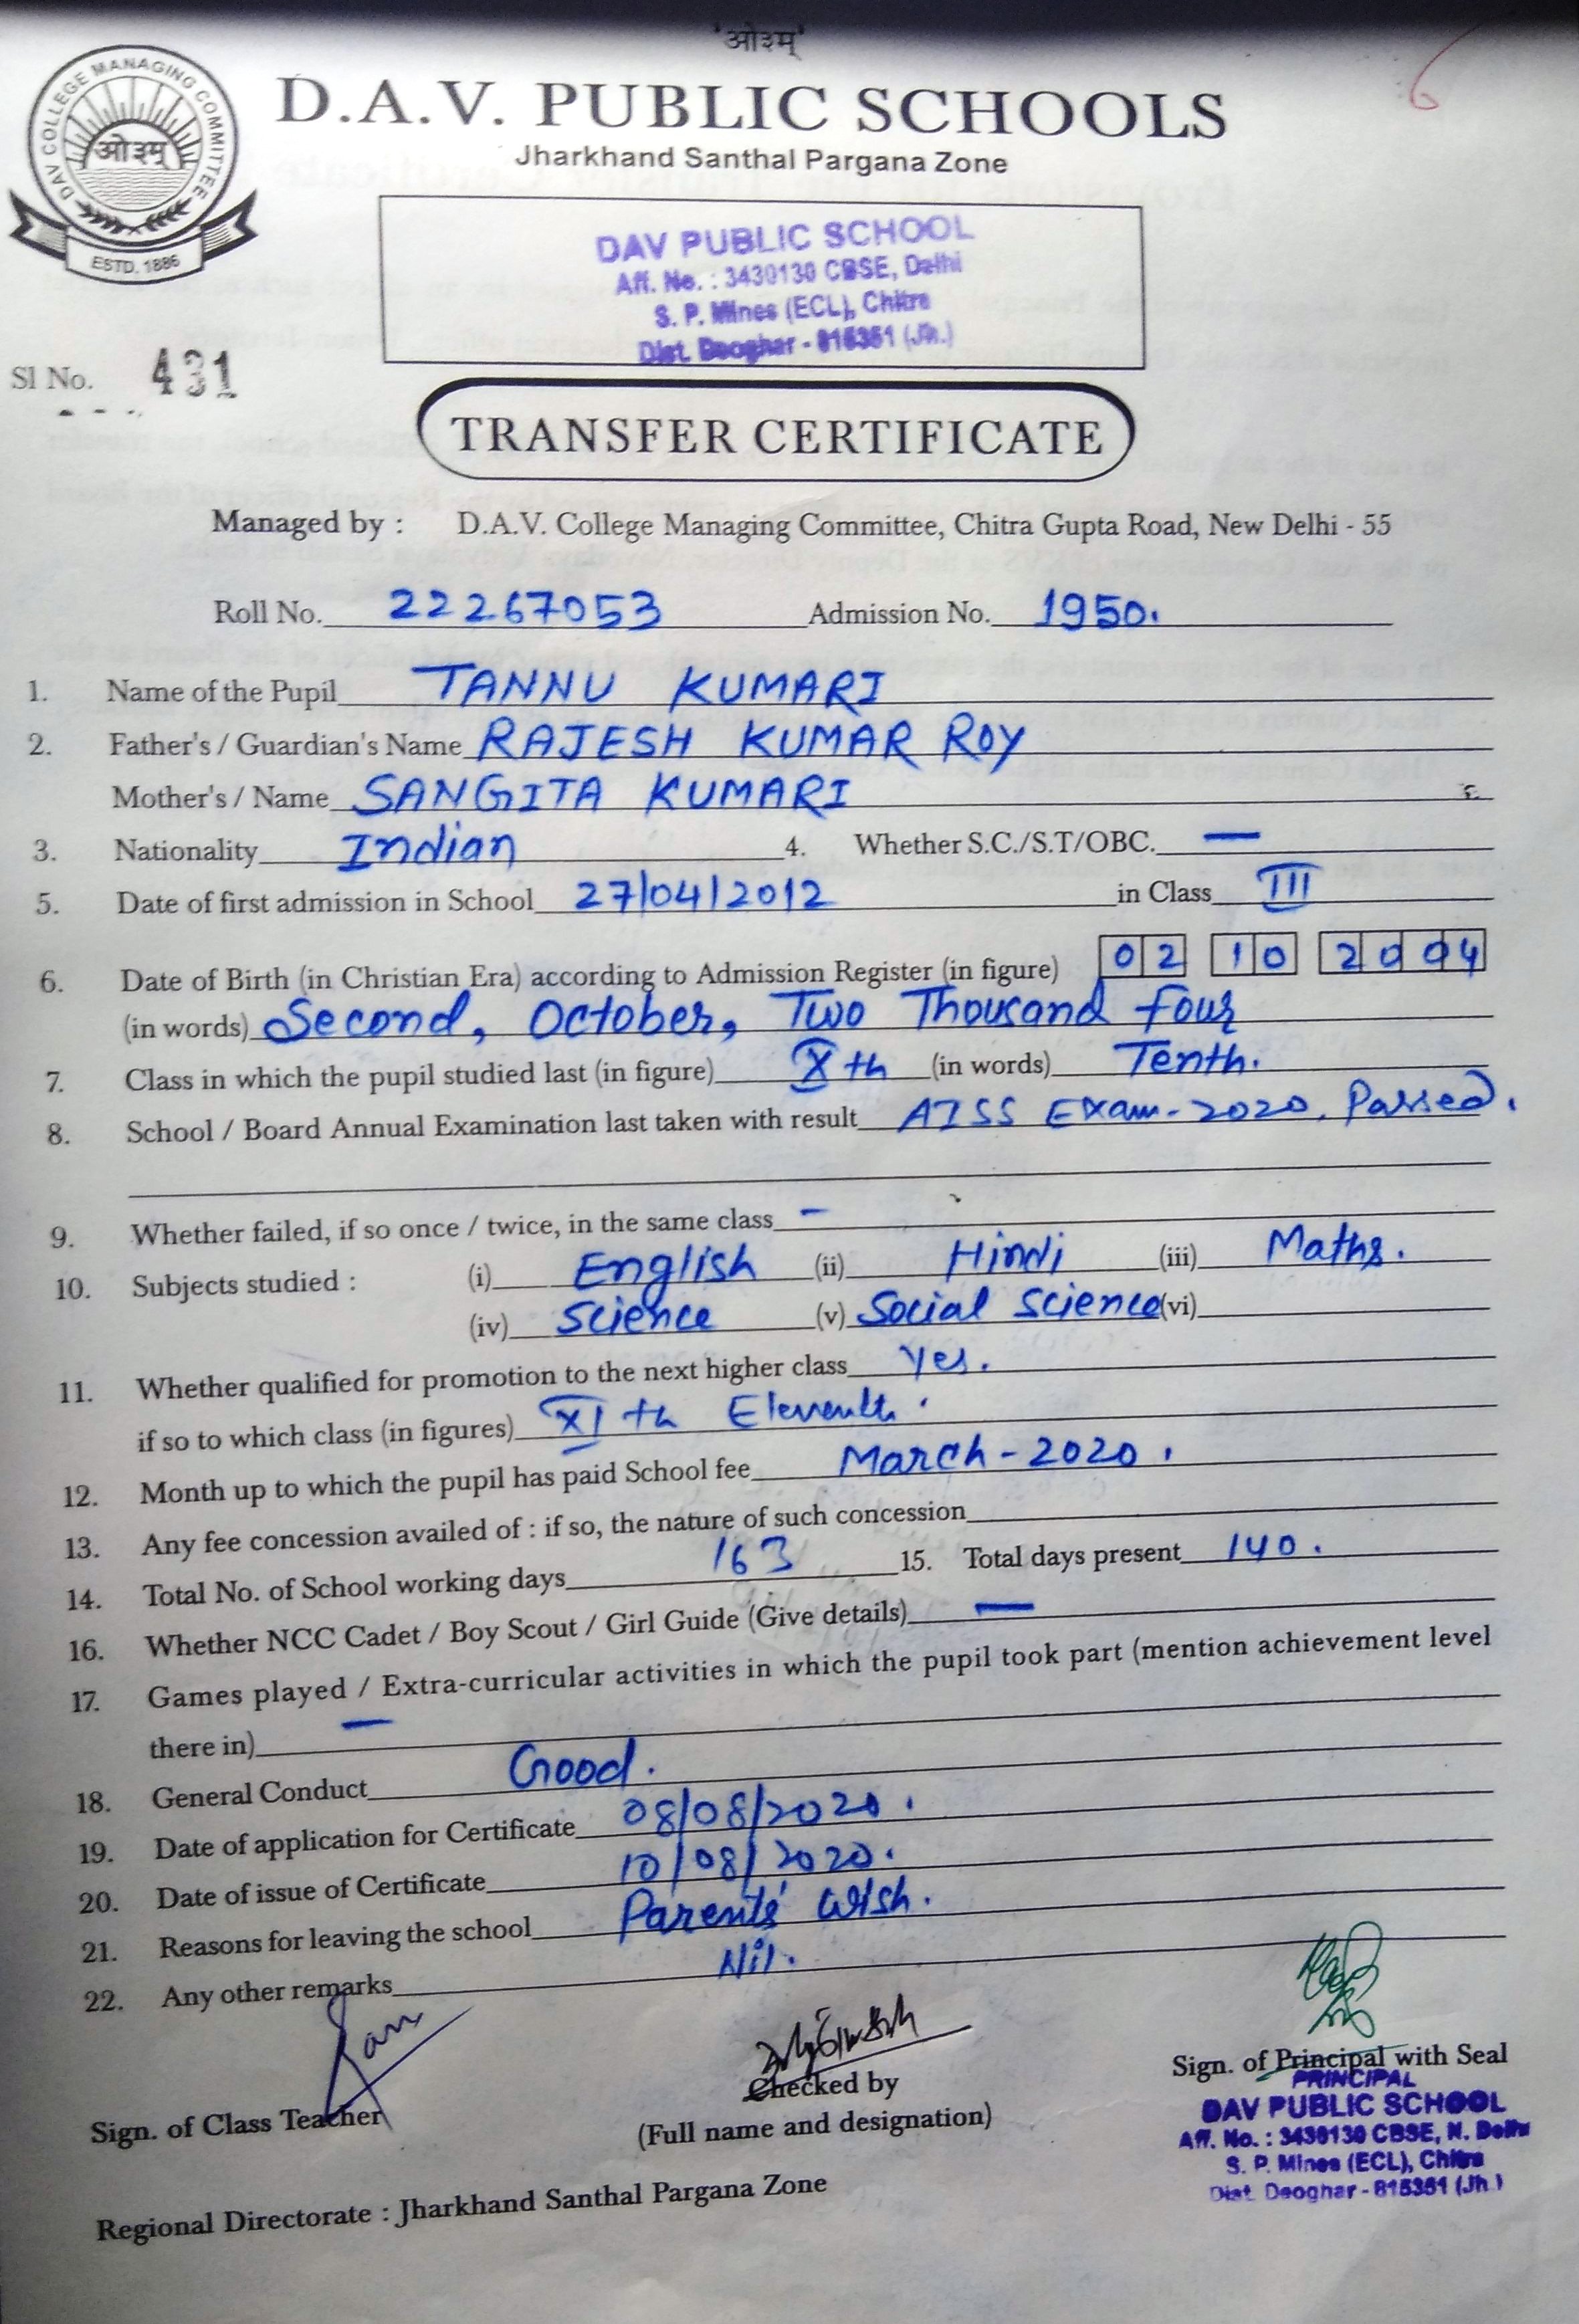 'ओ३म्'
DAV COLLEGE MANAGING COMMITTEE
ओ३म्
ESTD. 1886
D.A.V. PUBLIC SCHOOLS
Jharkhand Santhal Pargana Zone
DAV PUBLIC SCHOOL
Aff. No. : 3430130 CBSE, Delhi
S. P. Mines (ECL), Chitra
Dist. Deoghar - 815351 (Jh.)
Sl No. 431
TRANSFER CERTIFICATE
Managed by : D.A.V. College Managing Committee, Chitra Gupta Road, New Delhi - 55
Roll No. 22267053 Admission No. 1950.
1. Name of the Pupil TANNU KUMARI
2. Father's / Guardian's Name RAJESH KUMAR ROY
Mother's / Name SANGITA KUMARI
3. Nationality Indian 4. Whether S.C./S.T/OBC. —
5. Date of first admission in School 27/04/2012 in Class III
6. Date of Birth (in Christian Era) according to Admission Register (in figure) 02 10 2004
(in words) Second, October, Two Thousand Four
7. Class in which the pupil studied last (in figure) Xth (in words) Tenth.
8. School / Board Annual Examination last taken with result AISS Exam-2020. Passed.
9. Whether failed, if so once / twice, in the same class –
10. Subjects studied : (i) English (ii) Hindi (iii) Maths.
(iv) Science (v) Social Science (vi)
11. Whether qualified for promotion to the next higher class Yes.
if so to which class (in figures) XIth Eleventh.
12. Month up to which the pupil has paid School fee March-2020.
13. Any fee concession availed of : if so, the nature of such concession
14. Total No. of School working days 163 15. Total days present 140.
16. Whether NCC Cadet / Boy Scout / Girl Guide (Give details) —
17. Games played / Extra-curricular activities in which the pupil took part (mention achievement level
there in) —
18. General Conduct Good.
19. Date of application for Certificate 08/08/2020.
20. Date of issue of Certificate 10/08/2020.
21. Reasons for leaving the school Parents' Wish.
22. Any other remarks Nil.
Sign. of Class Teacher
Checked by
(Full name and designation)
Sign. of Principal with Seal
PRINCIPAL
DAV PUBLIC SCHOOL
Aff. No. : 3430130 CBSE, N. Delhi
S. P. Mines (ECL), Chitra
Dist. Deoghar - 815351 (Jh.)
Regional Directorate : Jharkhand Santhal Pargana Zone